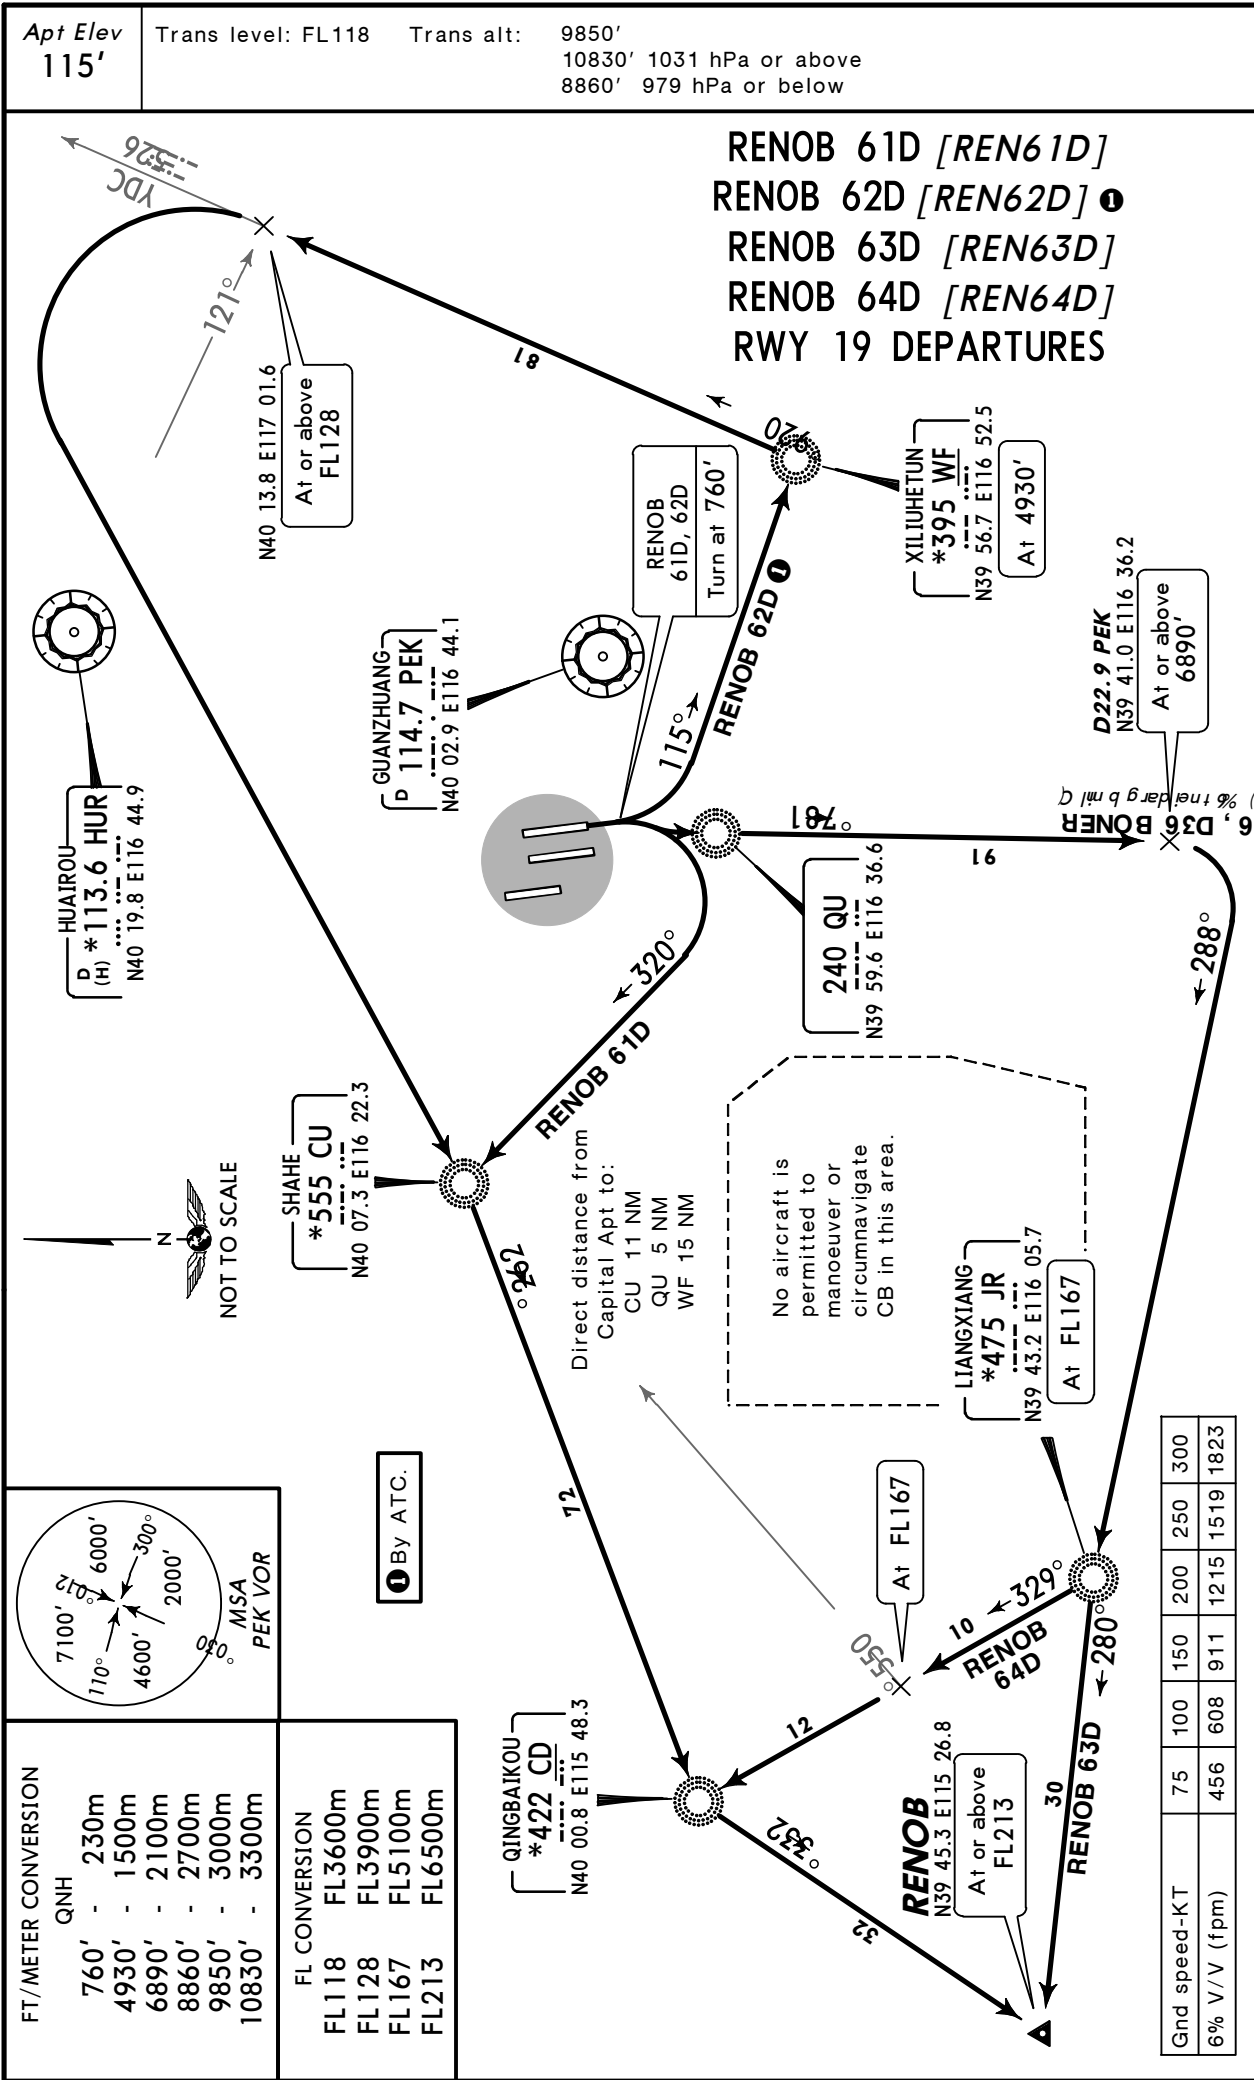 Apt Elev
115'
Trans level: FL118
Trans alt:
9850'
10830' 1031 hPa or above
8860' 979 hPa or below
RENOB 61D [REN61D]
RENOB 62D [REN62D] ❶
RENOB 63D [REN63D]
RENOB 64D [REN64D]
RWY 19 DEPARTURES
YDC
121°
N40 13.8 E117 01.6
At or above
FL128
81
HUAIROU
D
(H) *113.6 HUR
N40 19.8 E116 44.9
GUANZHUANG
D 114.7 PEK
N40 02.9 E116 44.1
RENOB
61D, 62D
Turn at 760'
XILIUHETUN
*395 WF
N39 56.7 E116 52.5
At 4930'
115°
RENOB 62D ❶
D22.9 PEK
N39 41.0 E116 36.2
At or above
6890'
240 QU
N39 59.6 E116 36.6
91
288°
320°
RENOB 61D
SHAHE
*555 CU
N40 07.3 E116 22.3
N
NOT TO SCALE
Direct distance from
Capital Apt to:
CU 11 NM
QU 5 NM
WF 15 NM
No aircraft is
permitted to
manoeuver or
circumnavigate
CB in this area.
LIANGXIANG
*475 JR
N39 43.2 E116 05.7
At FL167
72
❶ By ATC.
MSA
PEK VOR
7100'
6000'
2000'
4600'
012°
300°
030°
110°
At FL167
329°
10
RENOB
64D
280°
12
30
RENOB 63D
QINGBAIKOU
*422 CD
N40 00.8 E115 48.3
32
RENOB
N39 45.3 E115 26.8
At or above
FL213
FT/METER CONVERSION
QNH
760' - 230m
4930' - 1500m
6890' - 2100m
8860' - 2700m
9850' - 3000m
10830' - 3300m
FL CONVERSION
FL118 FL3600m
FL128 FL3900m
FL167 FL5100m
FL213 FL6500m
Gnd speed-KT 75 100 150 200 250 300
6% V/V (fpm) 456 608 911 1215 1519 1823